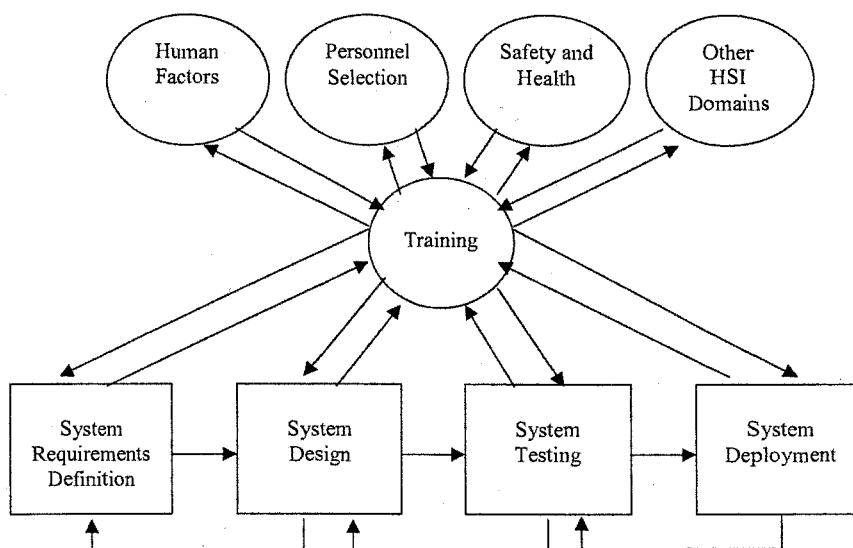 Human
Factors
Personnel
Selection
Safety and
Health
Other
HSI
Domains
Training
System
Requirements
Definition
System
Design
System
Testing
System
Deployment